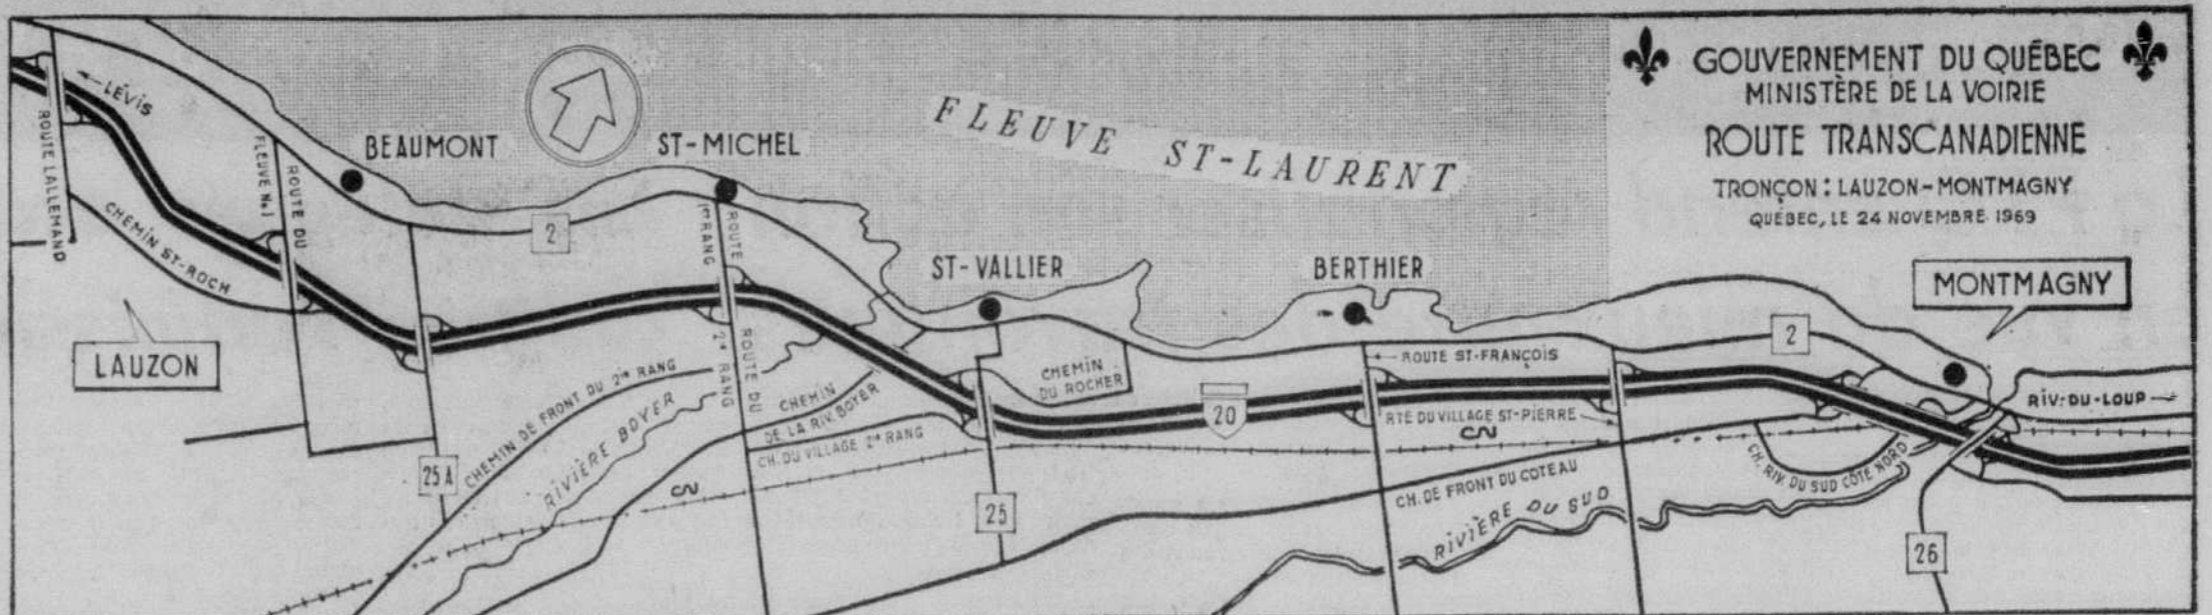 GOUVERNEMENT DU QUÉBEC
MINISTÈRE DE LA VOIRIE
ROUTE TRANSCANADIENNE
TRONÇON: LAUZON-MONTMAGNY
QUÉBEC, LE 24 NOVEMBRE 1969
LÉVIS
ROUTE LALLEMAND
BEAUMONT
ST-MICHEL
FLEUVE ST-LAURENT
FLEUVE No.1
ROUTE DU
CHEMIN ST-ROCH
LAUZON
2
1er RANG
ROUTE
ST-VALLIER
BERTHIER
MONTMAGNY
2
2e RANG
ROUTE DU
CHEMIN DE FRONT DU 2e RANG
RIVIÈRE BOYER
25A
CHEMIN
DE LA RIV. BOYER
CH. DU VILLAGE 2e RANG
CN
CHEMIN
DU ROCHER
25
20
ROUTE ST-FRANÇOIS
RTE DU VILLAGE ST-PIERRE
CN
CH. DE FRONT DU COTEAU
RIVIÈRE DU SUD
CH. RIV. DU SUD CÔTÉ NORD
RIV.-DU-LOUP
26